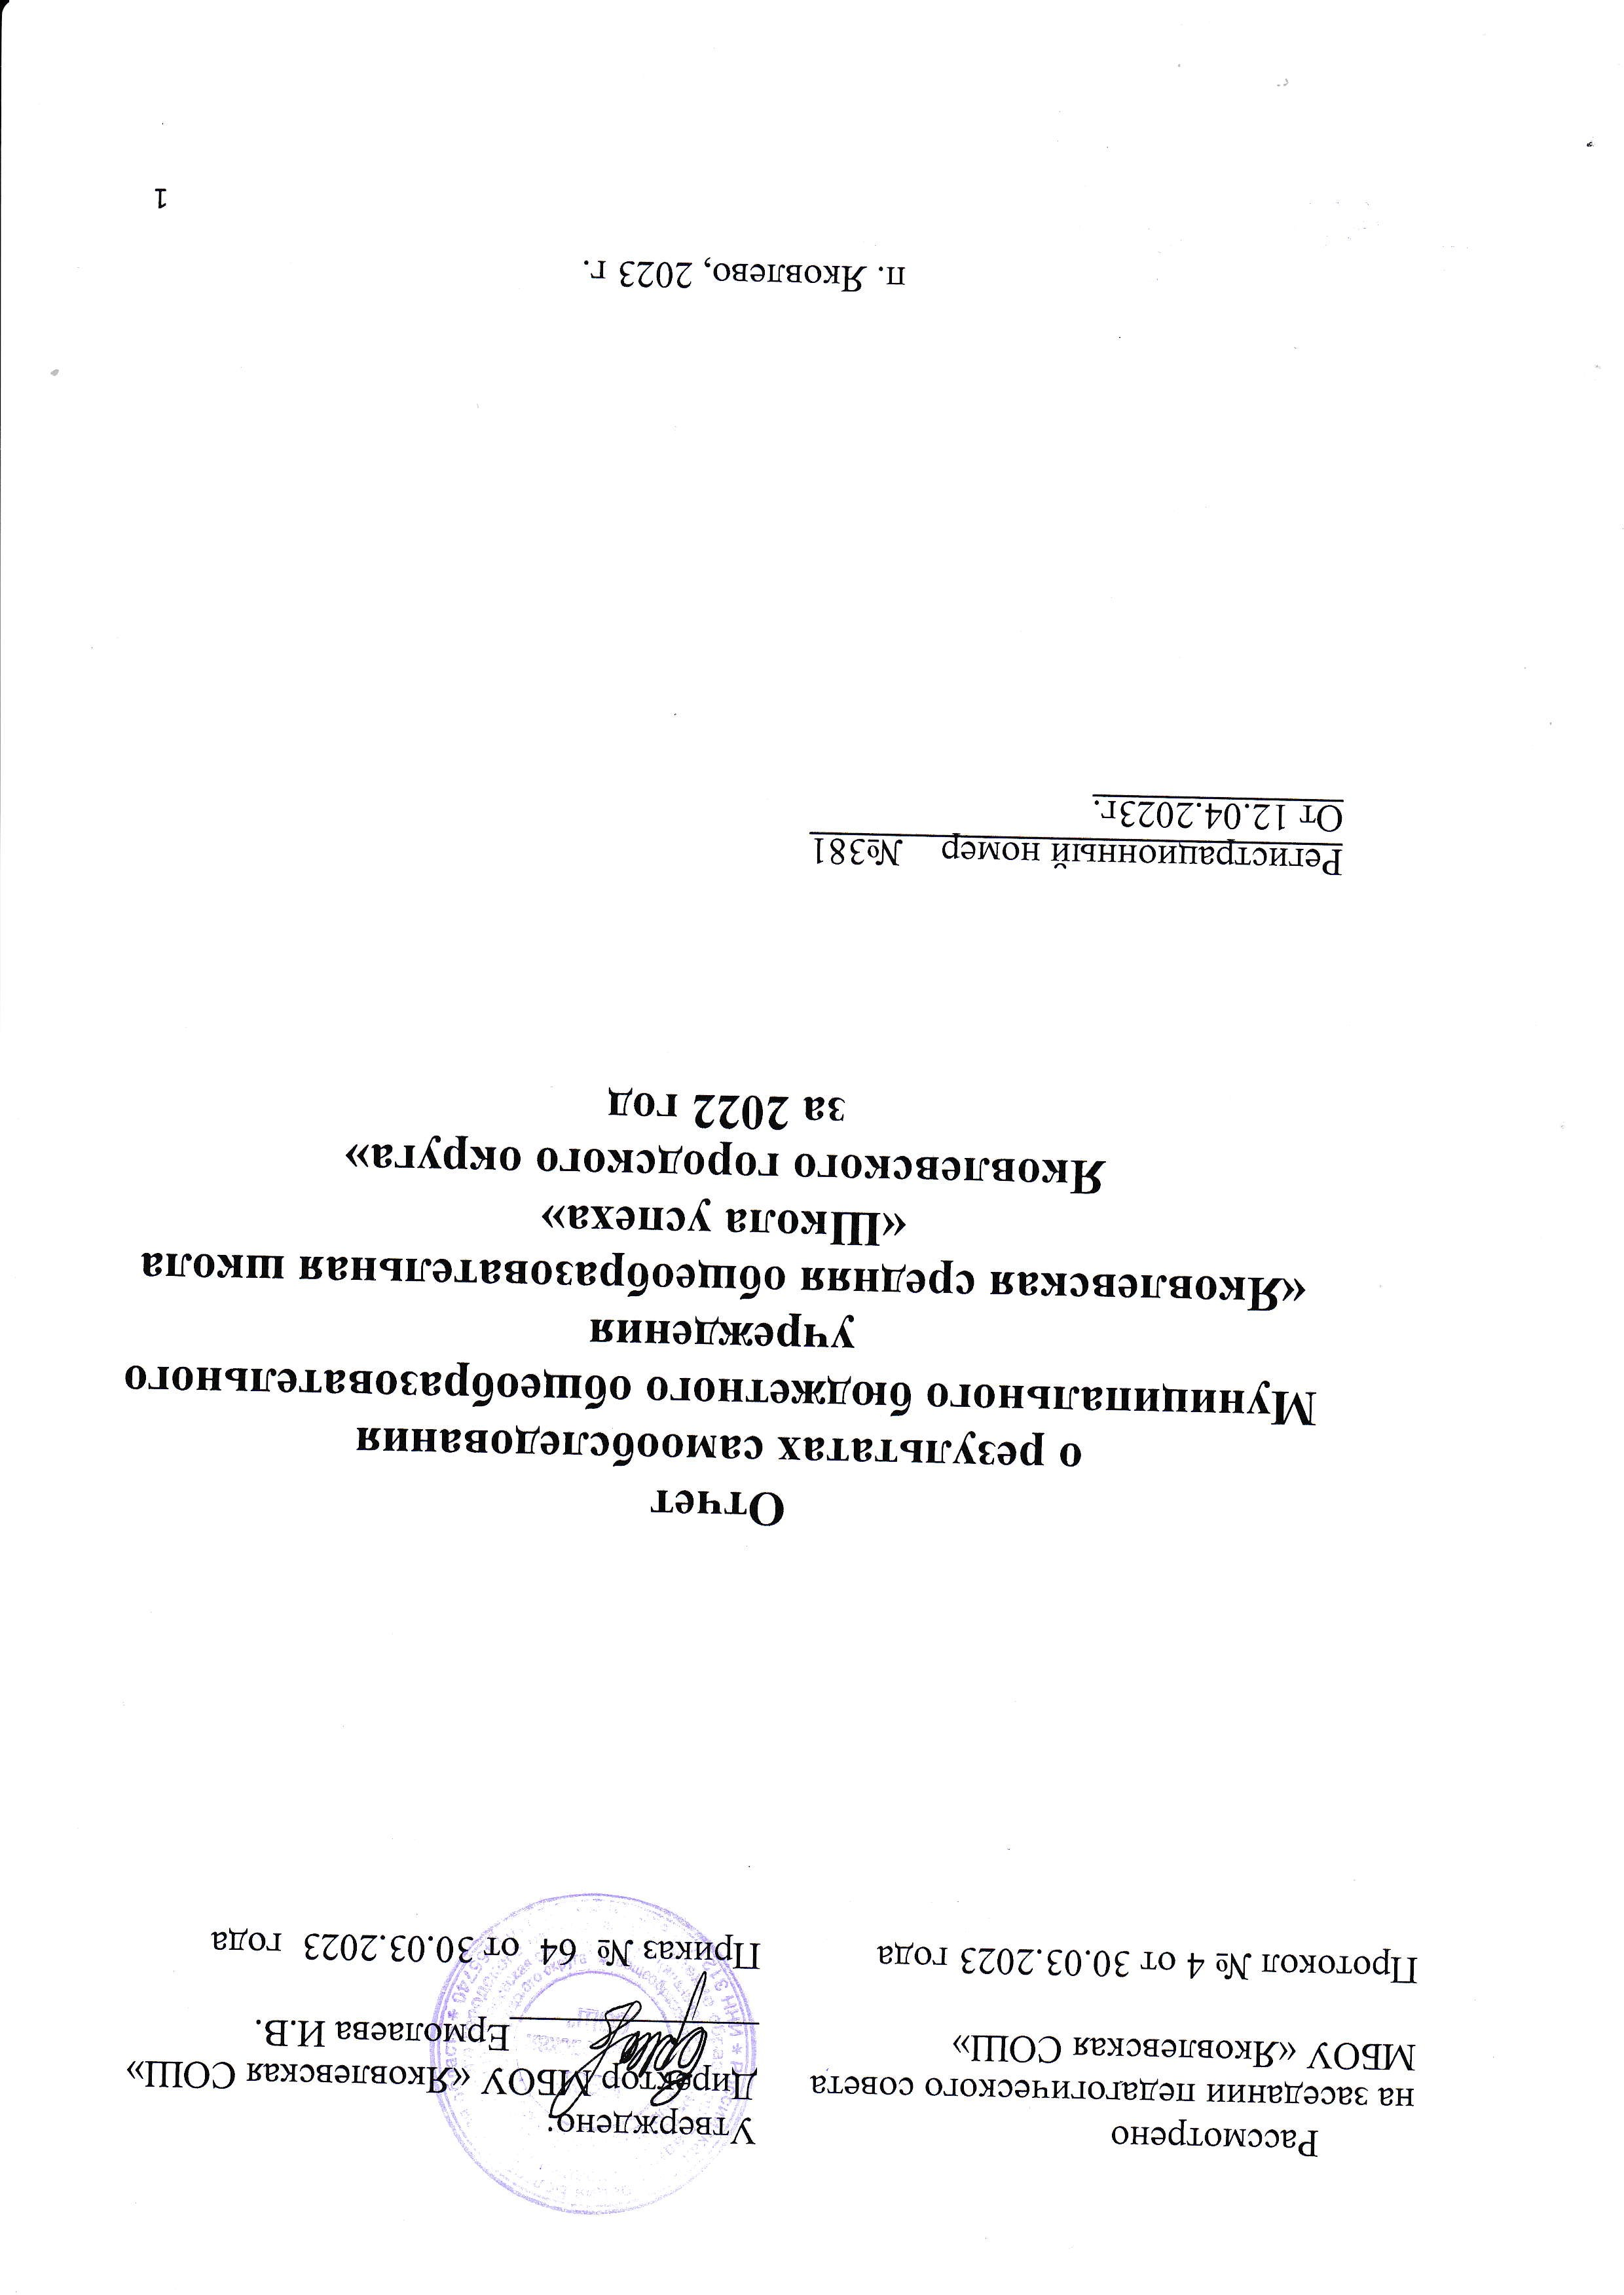 Рассмотрено
на заседании педагогического совета
МБОУ «Яковлевская СОШ»
Протокол № 4 от 30.03.2023 года
Утверждено:
Директор МБОУ «Яковлевская СОШ»
Ермолаева И.В.
Приказ № 64 от 30.03.2023 года
Отчет
о результатах самообследования
Муниципального бюджетного общеобразовательного
учреждения
«Яковлевская средняя общеобразовательная школа
«Школа успеха»
Яковлевского городского округа»
за 2022 год
Регистрационный номер №381
От 12.04.2023г.
п. Яковлево, 2023 г.
1